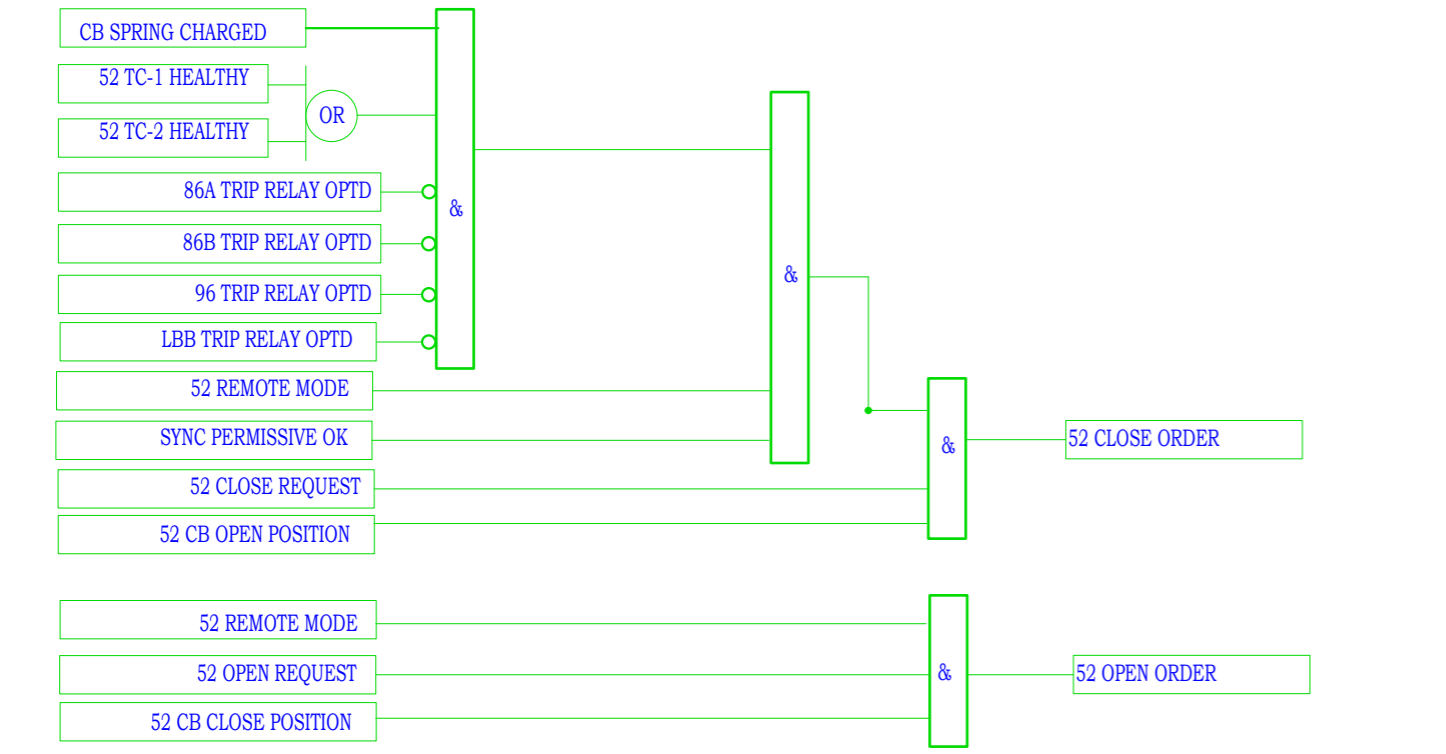 CB SPRING CHARGED
52 TC-1 HEALTHY
OR
52 TC-2 HEALTHY
86A TRIP RELAY OPTD
&
86B TRIP RELAY OPTD
&
96 TRIP RELAY OPTD
LBB TRIP RELAY OPTD
52 REMOTE MODE
SYNC PERMISSIVE OK
&
52 CLOSE ORDER
52 CLOSE REQUEST
52 CB OPEN POSITION
52 REMOTE MODE
52 OPEN REQUEST
&
52 OPEN ORDER
52 CB CLOSE POSITION